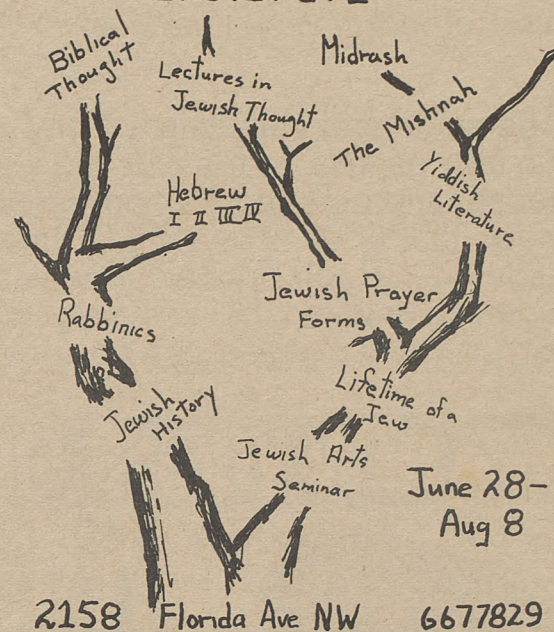 Biblical
Thought
Lectures in
Jewish Thought
Midrash
The Mishnah
Yiddish
Literature
Hebrew
I II III IV
Jewish Prayer
Forms
Rabbinics
Lifetime of a
Jew
Jewish
History
Jewish Arts
Seminar
June 28-
Aug 8
2158 Florida Ave NW 6677829